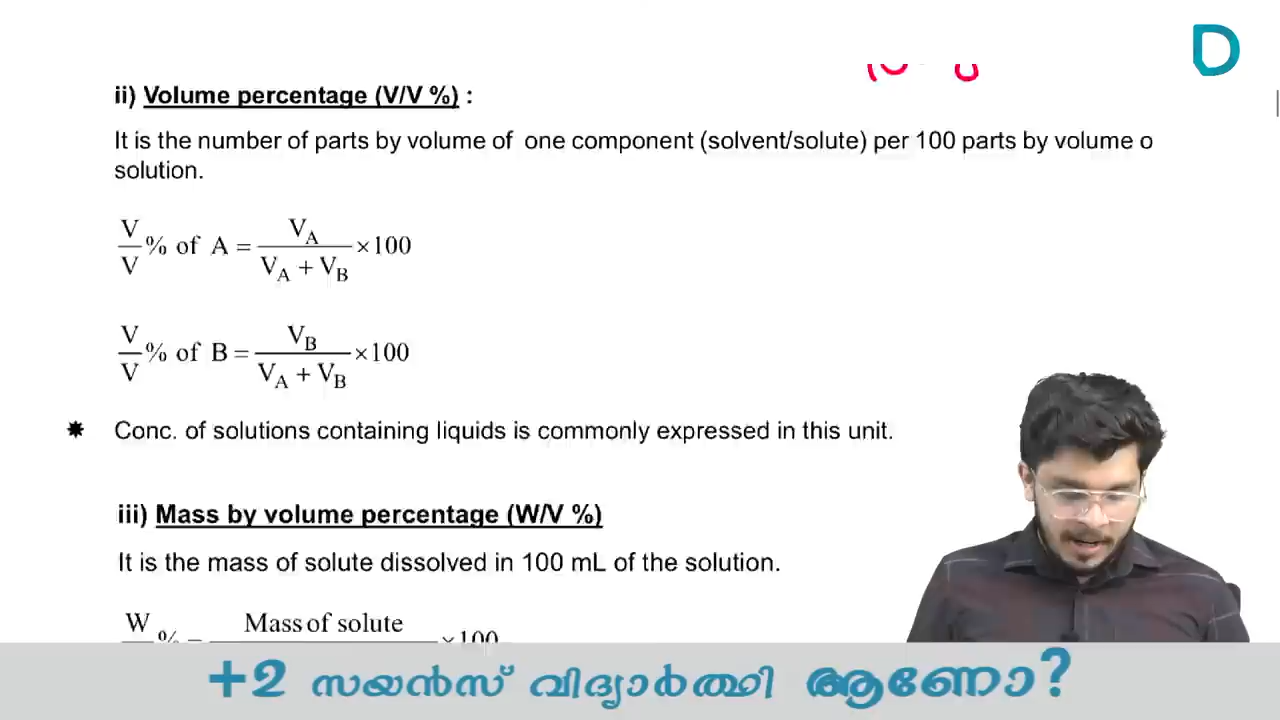 D
ii) Volume percentage (V/V %) :
It is the number of parts by volume of one component (solvent/solute) per 100 parts by volume o
solution.
V/V % of A = V_A / (V_A + V_B) ×100
V/V % of B = V_B / (V_A + V_B) ×100
✷ Conc. of solutions containing liquids is commonly expressed in this unit.
iii) Mass by volume percentage (W/V %)
It is the mass of solute dissolved in 100 mL of the solution.
W % = Mass of solute ×100
+2 സയൻസ് വിദ്യാർത്ഥി ആണോ?